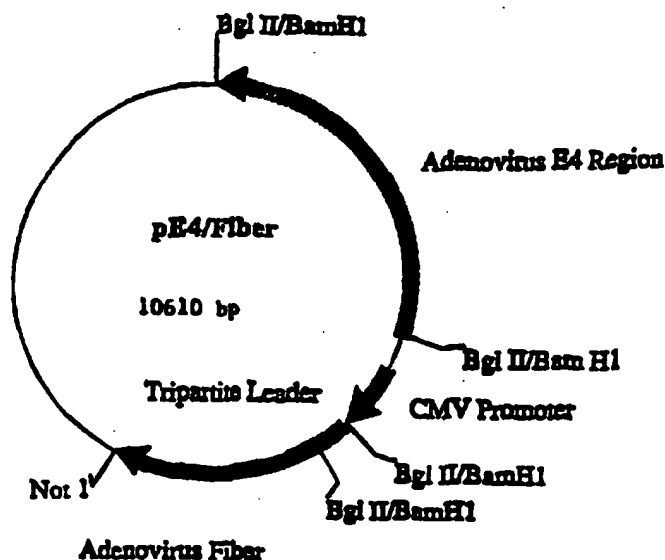 Bgl II/BamH1
Adenovirus E4 Region
pE4/Fiber
10610 bp
Bgl II/Bam H1
Tripartite Leader
CMV Promoter
Bgl II/BamH1
Not 1
Bgl II/BamH1
Adenovirus Fiber